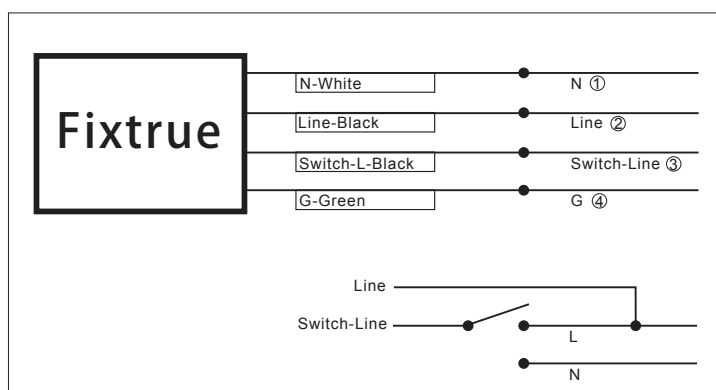 Fixtrue
N-White N ①
Line-Black Line ②
Switch-L-Black Switch-Line ③
G-Green G ④
Line
Switch-Line
L
N